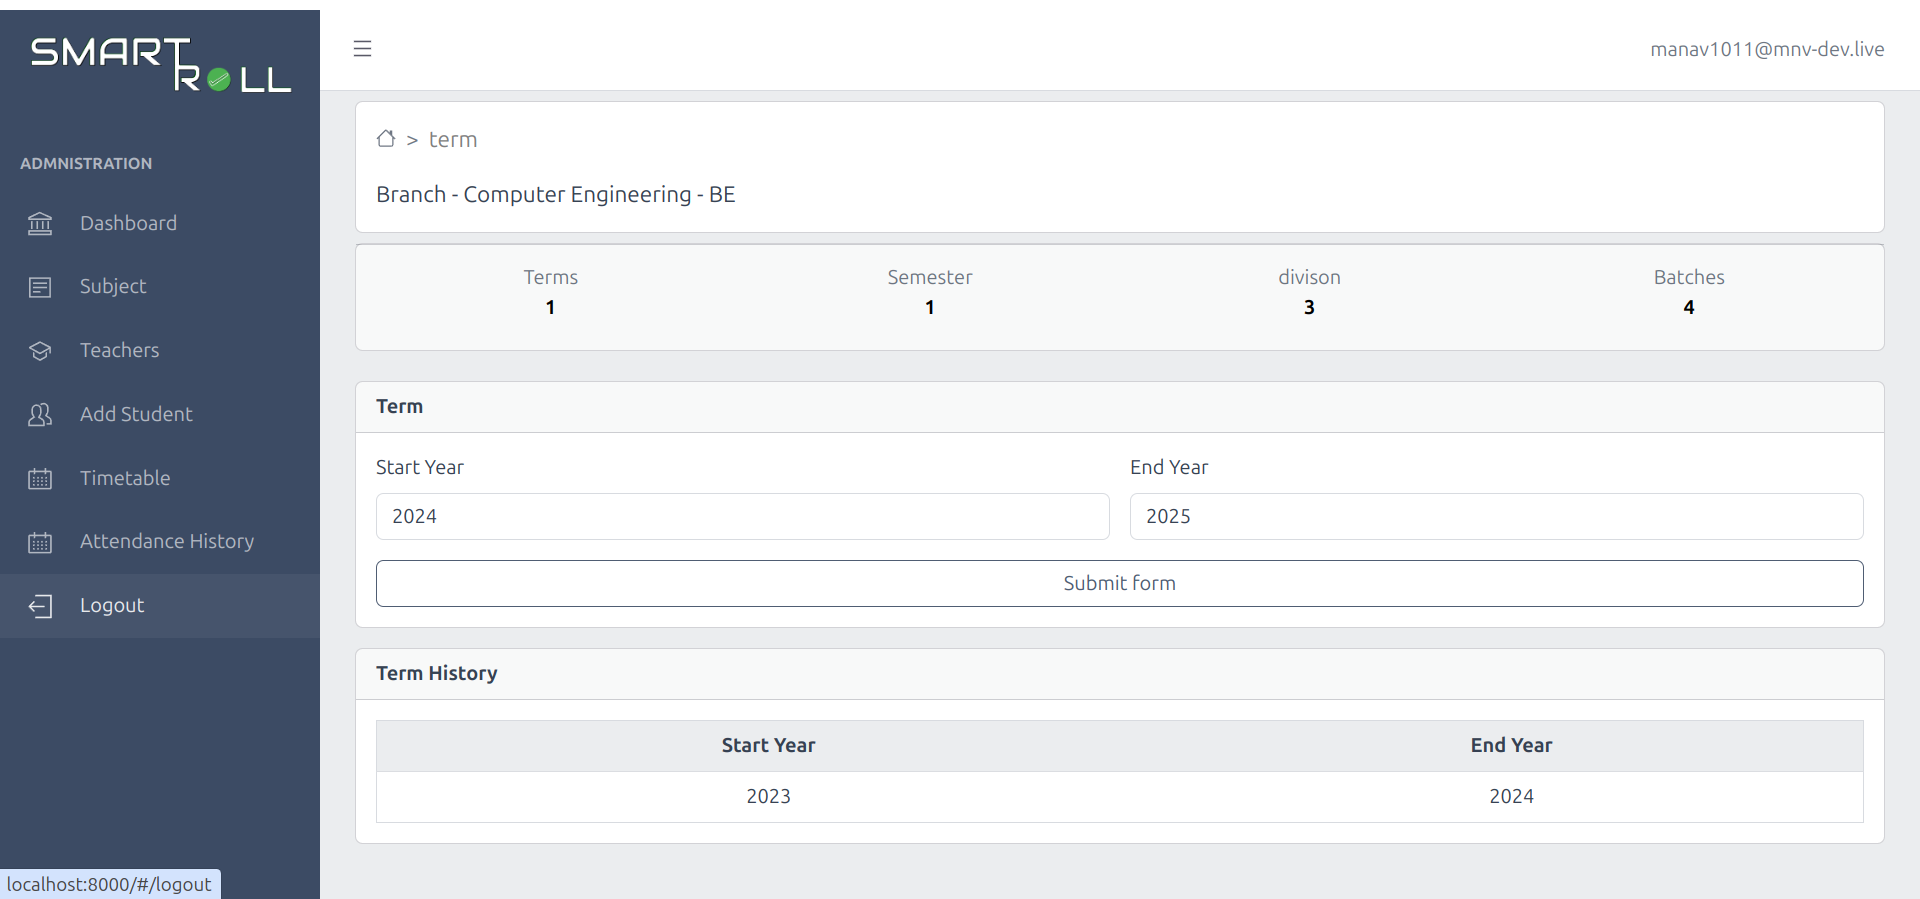 SMART ROLL
manav1011@mnv-dev.live
ADMNISTRATION
Dashboard
Subject
Teachers
Add Student
Timetable
Attendance History
Logout
> term
Branch - Computer Engineering - BE
Terms Semester divison Batches
1 1 3 4
Term
Start Year End Year
2024 2025
Submit form
Term History
Start Year End Year
2023 2024
localhost:8000/#/logout